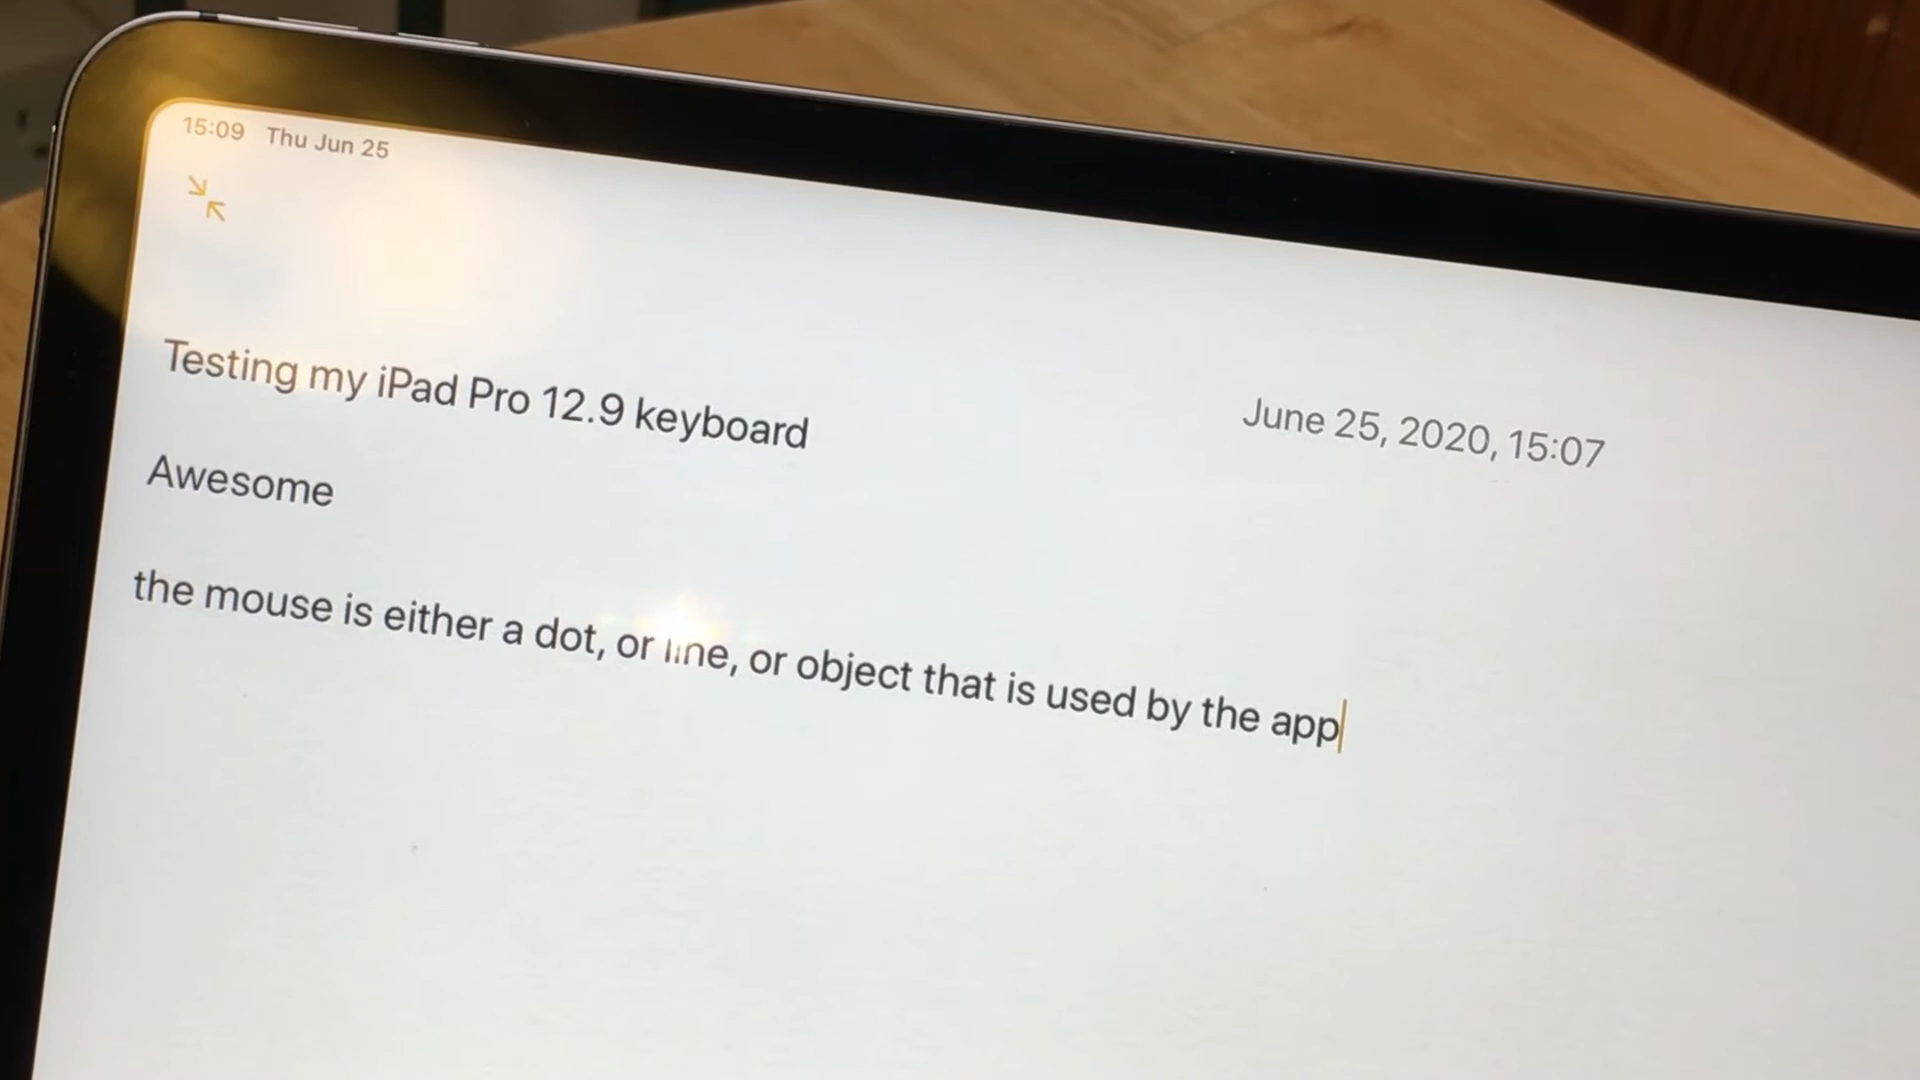 15:09 Thu Jun 25
June 25, 2020, 15:07
Testing my iPad Pro 12.9 keyboard
Awesome
the mouse is either a dot, or line, or object that is used by the app